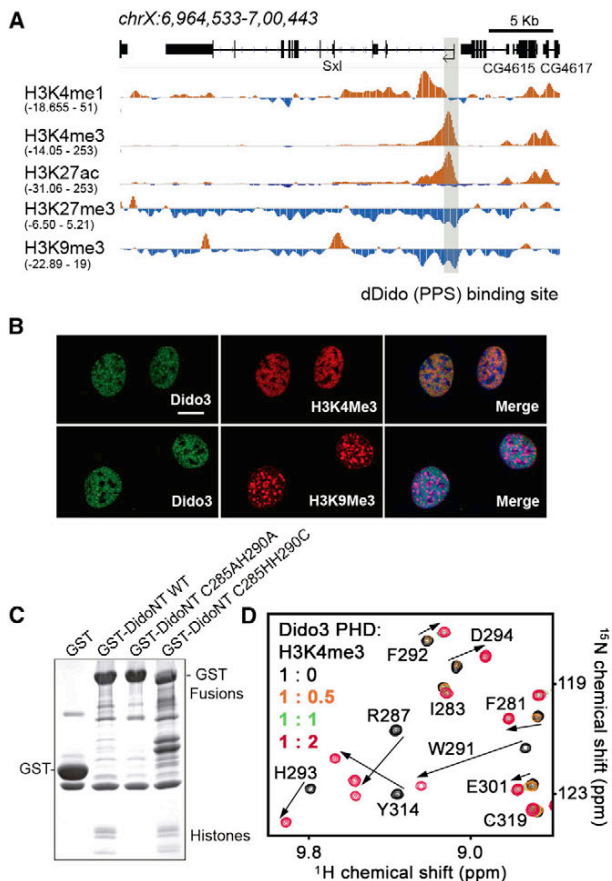 A
chrX:6,964,533-7,00,443
5 Kb
Sxl
CG4615 CG4617
H3K4me1
(-18.655 - 51)
H3K4me3
(-14.05 - 253)
H3K27ac
(-31.06 - 253)
H3K27me3
(-6.50 - 5.21)
H3K9me3
(-22.89 - 19)
dDido (PPS) binding site
B
Dido3
H3K4Me3
Merge
Dido3
H3K9Me3
Merge
C
GST
GST-DidoNT WT
GST-DidoNT C285AH290A
GST-DidoNT C285HH290C
GST
Fusions
GST
Histones
D
Dido3 PHD:
H3K4me3
1 : 0
1 : 0.5
1 : 1
1 : 2
F292
D294
I283
F281
R287
W291
H293
Y314
E301
C319
119
123
15N chemical shift (ppm)
9.8
9.0
1H chemical shift (ppm)